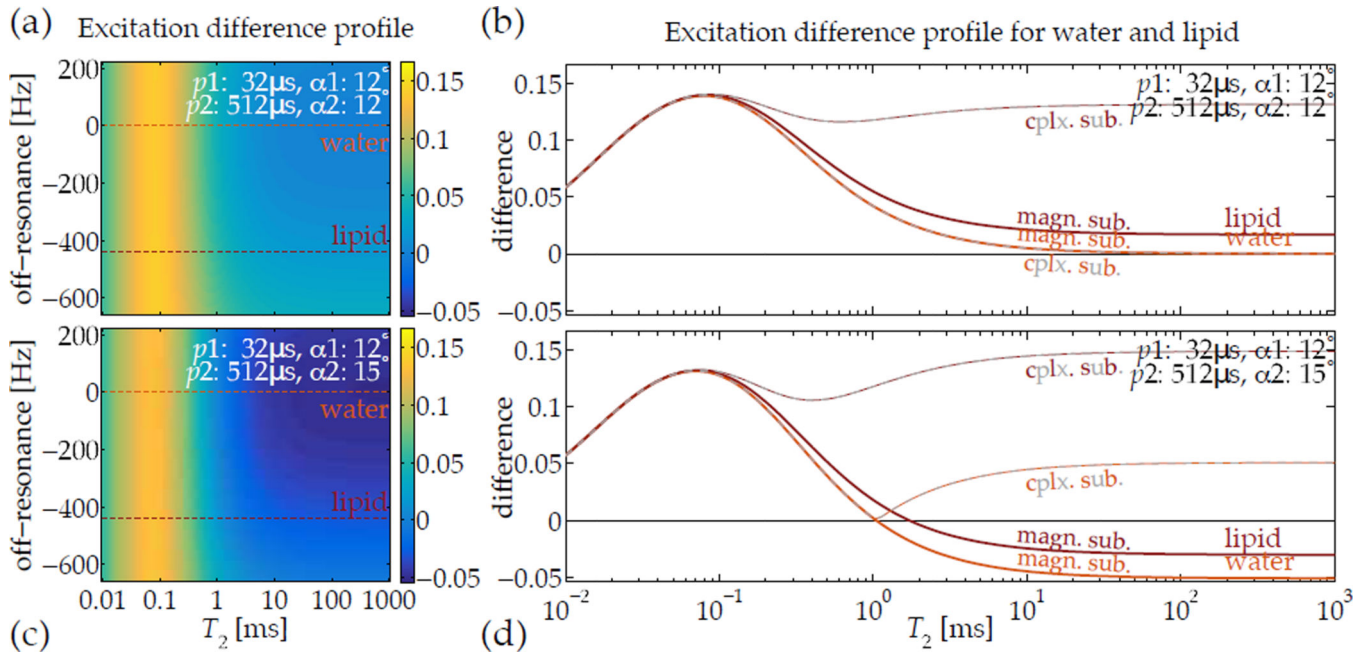 (a) Excitation difference profile
off−resonance [Hz]
200
0
−200
−400
−600
p1: 32µs, α1: 12°
p2: 512µs, α2: 12°
water
lipid
0.15
0.1
0.05
0
−0.05
(b) Excitation difference profile for water and lipid
difference
0.15
0.1
0.05
0
−0.05
p1: 32µs, α1: 12°
p2: 512µs, α2: 12°
cplx. sub.
magn. sub. lipid
magn. sub. water
cplx. sub.
off−resonance [Hz]
200
0
−200
−400
−600
p1: 32µs, α1: 12°
p2: 512µs, α2: 15°
water
lipid
0.15
0.1
0.05
0
−0.05
0.01 0.1 1 10 100 1000
(c) T2 [ms]
difference
0.15
0.1
0.05
0
−0.05
cplx. sub.
p1: 32µs, α1: 12°
p2: 512µs, α2: 15°
cplx. sub.
magn. sub. lipid
magn. sub. water
10−2 10−1 100 101 102 103
(d) T2 [ms]